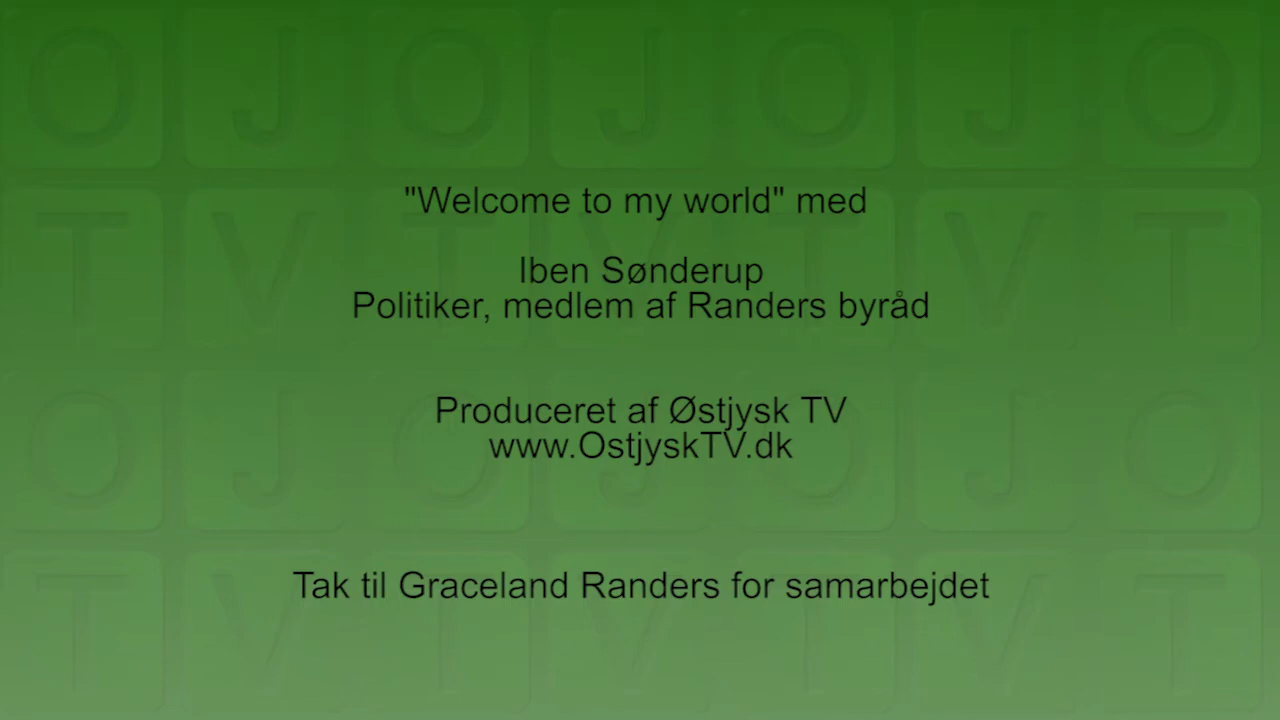 O J O J O J O
"Welcome to my world" med
T V T V T V T
Iben Sønderup
Politiker, medlem af Randers byråd
Produceret af Østjysk TV
www.OstjyskTV.dk
O J O J O J O
Tak til Graceland Randers for samarbejdet
T V T V T V T